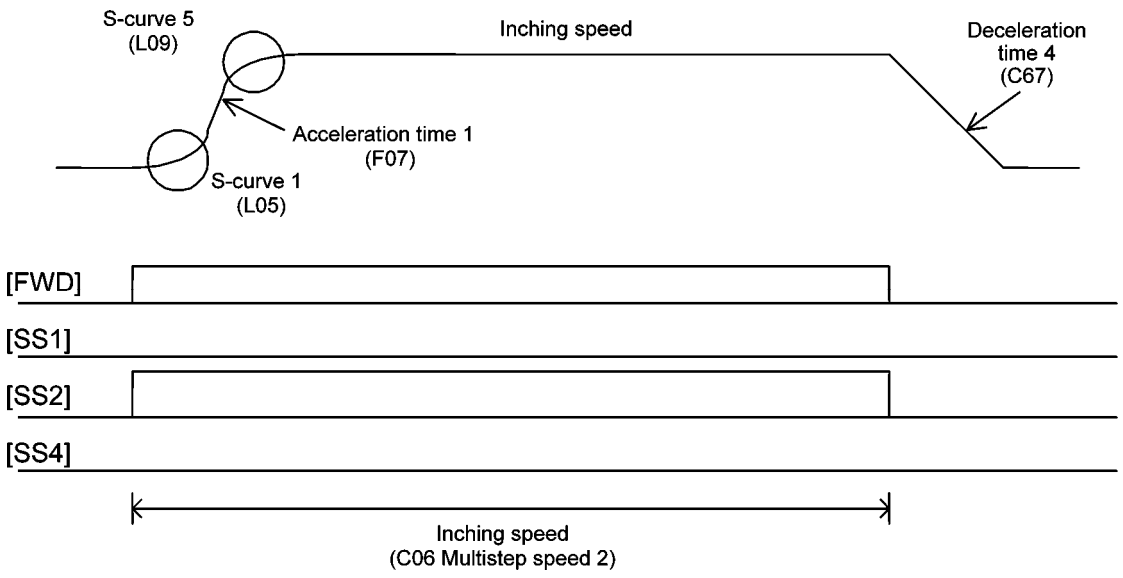 S-curve 5
(L09)
Inching speed
Deceleration
time 4
(C67)
Acceleration time 1
(F07)
S-curve 1
(L05)
[FWD]
[SS1]
[SS2]
[SS4]
Inching speed
(C06 Multistep speed 2)